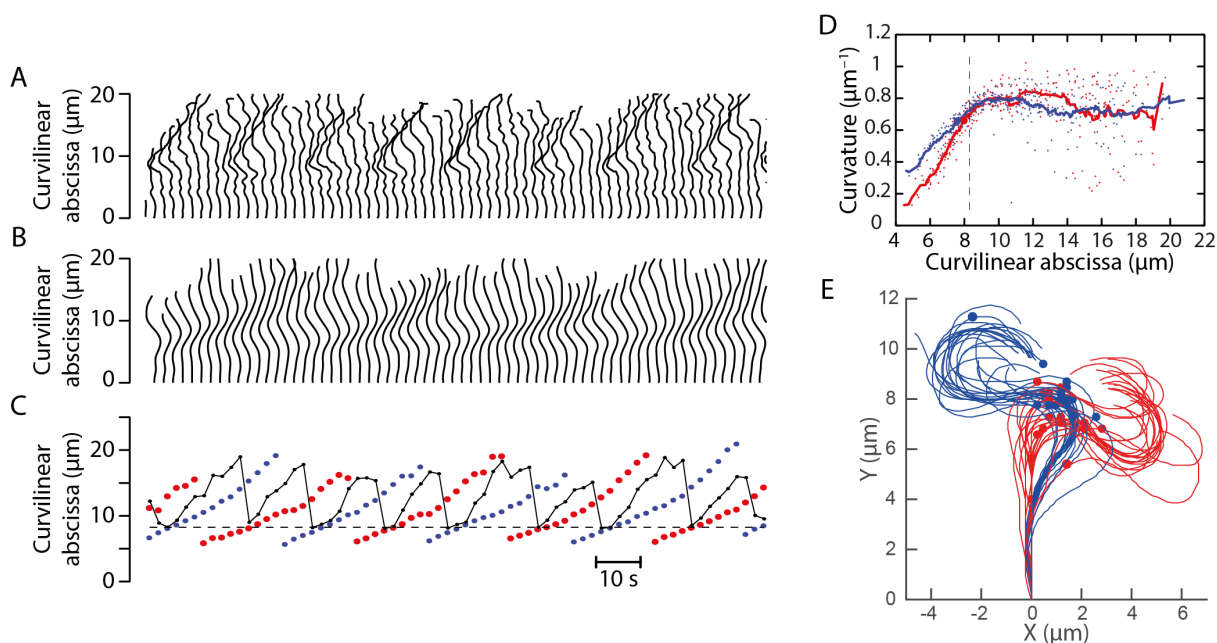 A
Curvilinear
abscissa (μm)
20
10
0
B
Curvilinear
abscissa (μm)
20
10
0
C
Curvilinear
abscissa (μm)
20
10
0
10 s
D
Curvature (μm⁻¹)
1.2
1
0.8
0.6
0.4
0.2
0
4 6 8 10 12 14 16 18 20 22
Curvilinear abscissa (μm)
E
Y (μm)
12
10
8
6
4
2
0
-4 -2 0 2 4 6
X (μm)